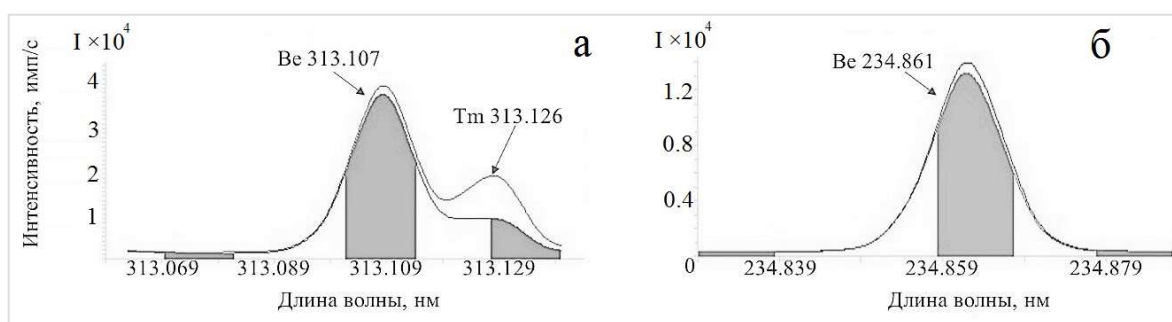 Интенсивность, имп/с
I ×10⁴
а
Be 313.107
Tm 313.126
4
3
2
1
313.069 313.089 313.109 313.129
Длина волны, нм
I ×10⁴
б
Be 234.861
1.2
0.8
0.4
0
234.839 234.859 234.879
Длина волны, нм